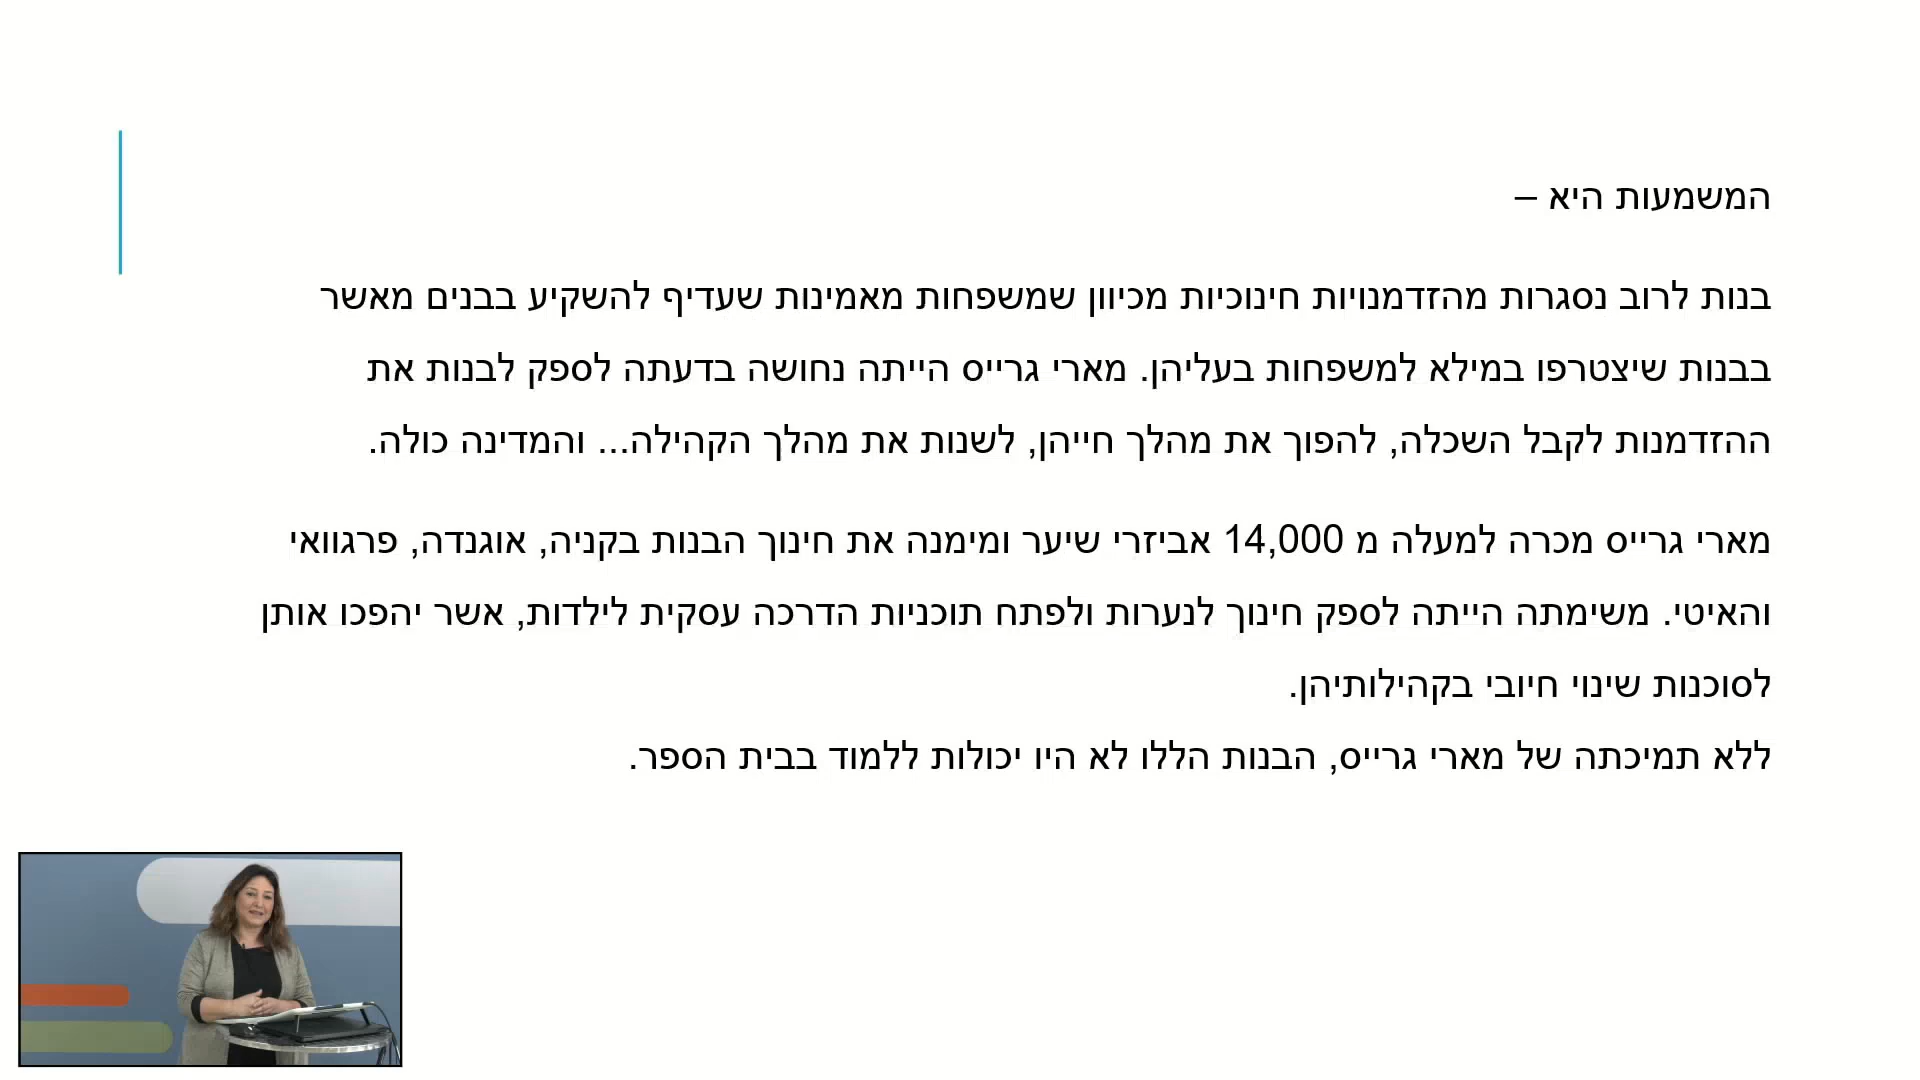 המשמעות היא –
בנות לרוב נסגרות מהזדמנויות חינוכיות מכיוון שמשפחות מאמינות שעדיף להשקיע בבנים מאשר
בבנות שיצטרפו במילא למשפחות בעליהן. מארי גרייס הייתה נחושה בדעתה לספק לבנות את
ההזדמנות לקבל השכלה, להפוך את מהלך חייהן, לשנות את מהלך הקהילה... והמדינה כולה.
מארי גרייס מכרה למעלה מ 14,000 אביזרי שיער ומימנה את חינוך הבנות בקניה, אוגנדה, פרגוואי
והאיטי. משימתה הייתה לספק חינוך לנערות ולפתח תוכניות הדרכה עסקית לילדות, אשר יהפכו אותן
לסוכנות שינוי חיובי בקהילותיהן.
ללא תמיכתה של מארי גרייס, הבנות הללו לא היו יכולות ללמוד בבית הספר.